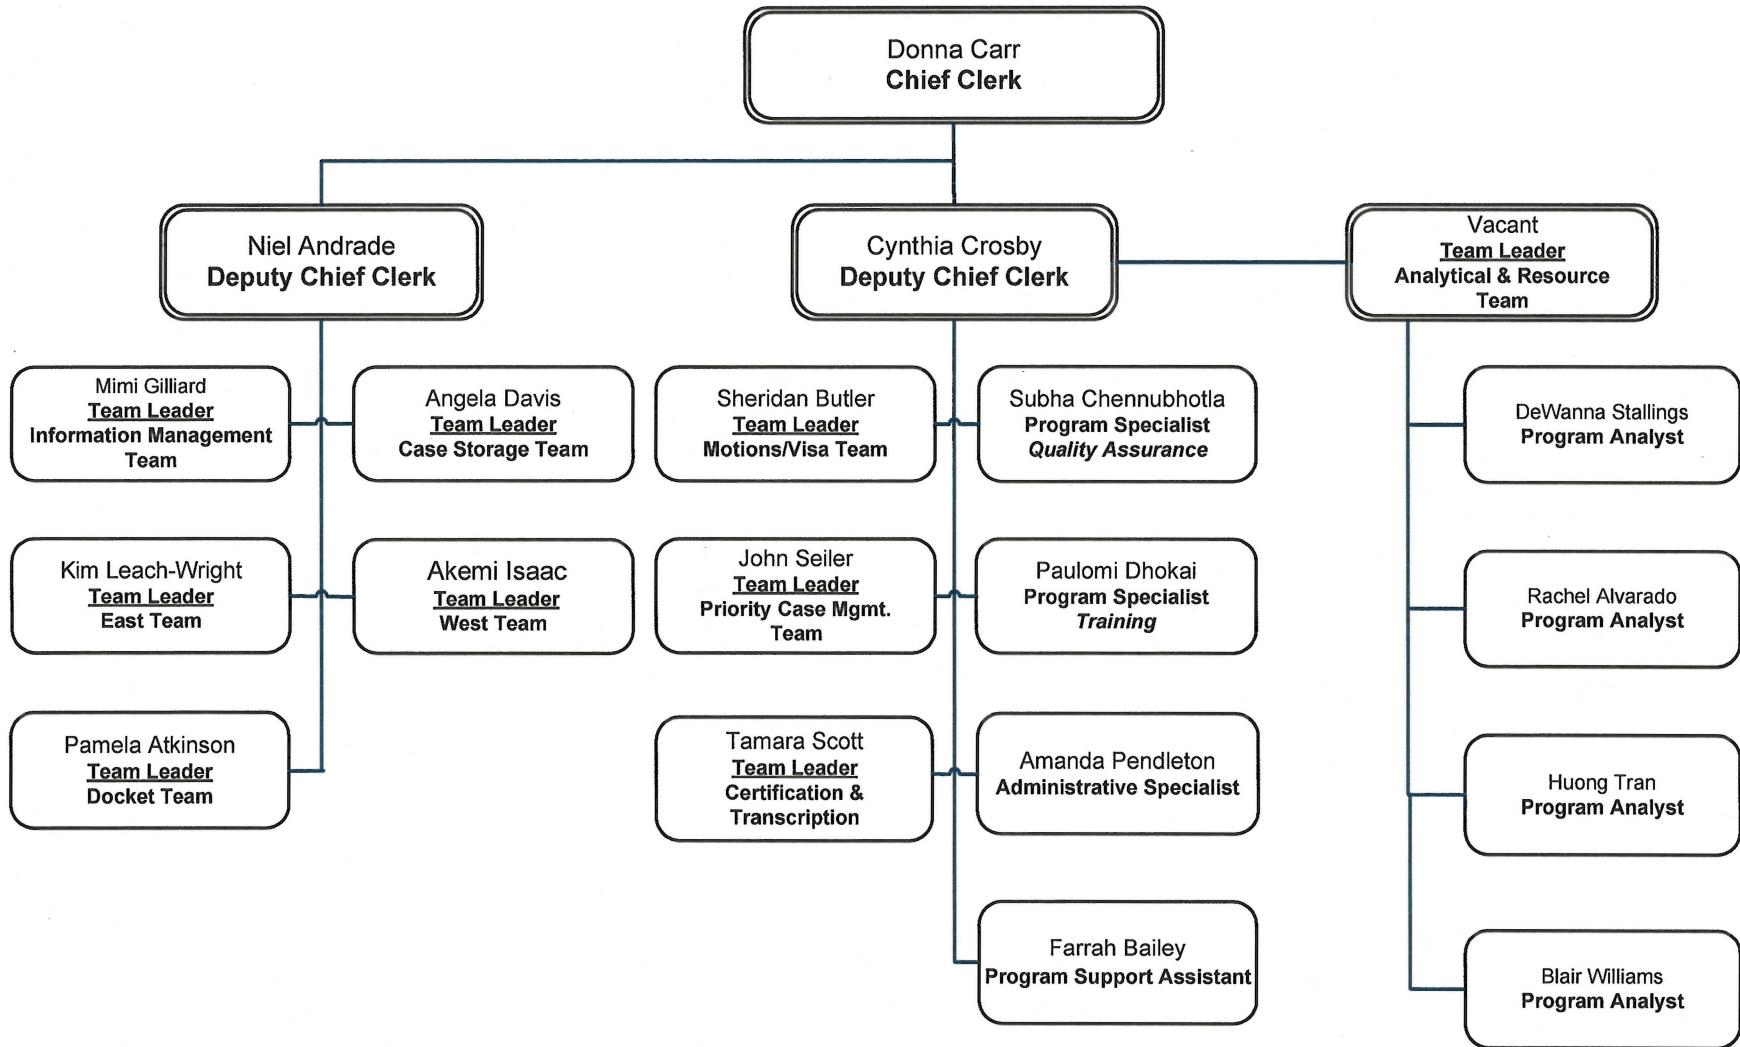 Donna Carr
Chief Clerk
Niel Andrade
Deputy Chief Clerk
Cynthia Crosby
Deputy Chief Clerk
Vacant
Team Leader
Analytical & Resource
Team
Mimi Gilliard
Team Leader
Information Management
Team
Angela Davis
Team Leader
Case Storage Team
Sheridan Butler
Team Leader
Motions/Visa Team
Subha Chennubhotla
Program Specialist
Quality Assurance
DeWanna Stallings
Program Analyst
Kim Leach-Wright
Team Leader
East Team
Akemi Isaac
Team Leader
West Team
John Seiler
Team Leader
Priority Case Mgmt.
Team
Paulomi Dhokai
Program Specialist
Training
Rachel Alvarado
Program Analyst
Pamela Atkinson
Team Leader
Docket Team
Tamara Scott
Team Leader
Certification &
Transcription
Amanda Pendleton
Administrative Specialist
Huong Tran
Program Analyst
Farrah Bailey
Program Support Assistant
Blair Williams
Program Analyst